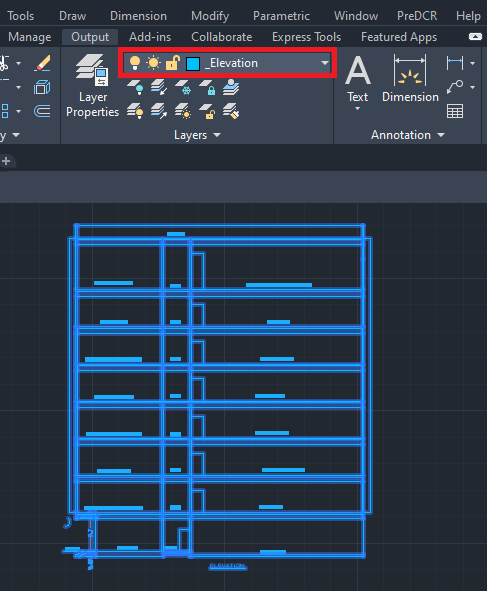 Tools Draw Dimension Modify Parametric Window PreDCR Help
Manage Output Add-ins Collaborate Express Tools Featured Apps
_Elevation
Layer
Properties
Text
Dimension
Layers
Annotation
ELEVATION